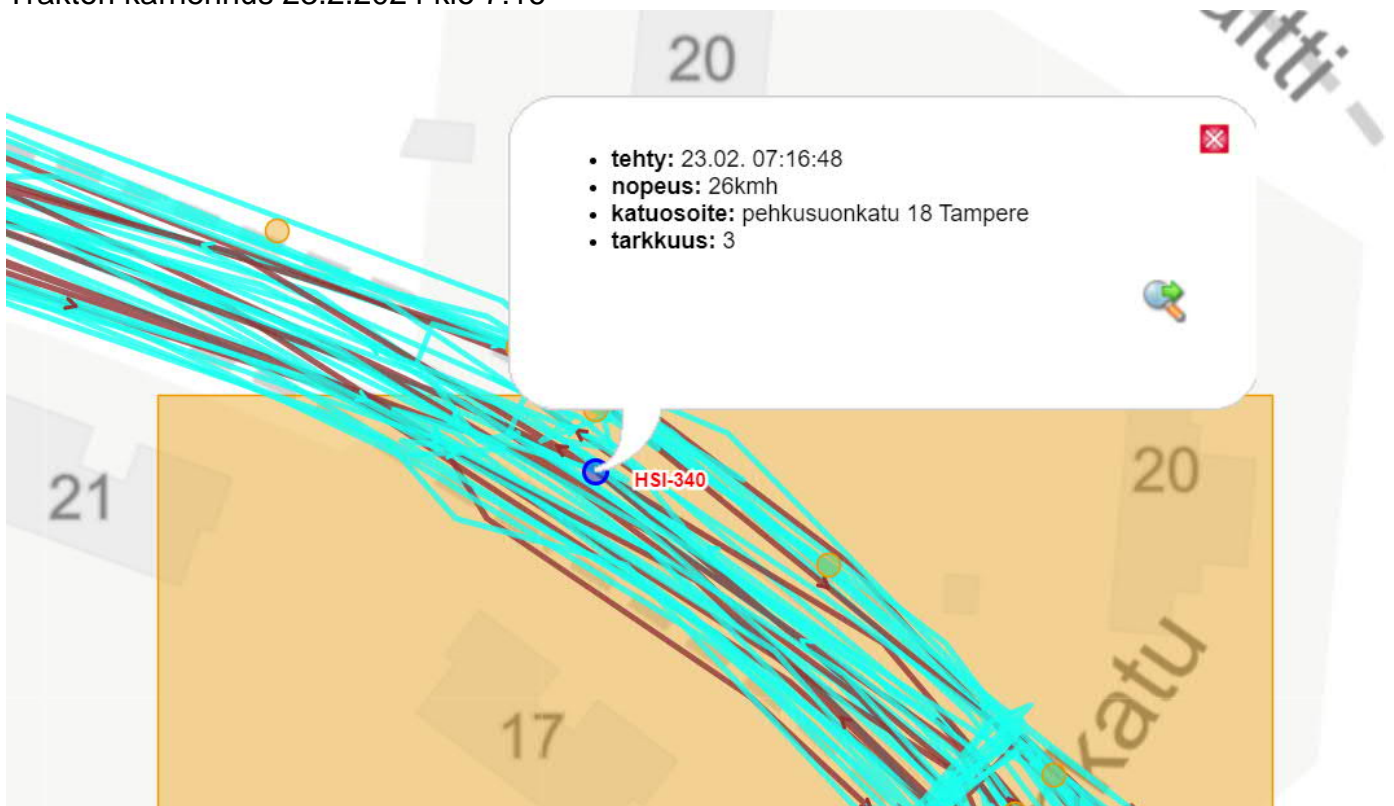 20
tehty: 23.02. 07:16:48
nopeus: 26kmh
katuosoite: pehkusuonkatu 18 Tampere
tarkkuus: 3
HSI-340
20
21
17
katu